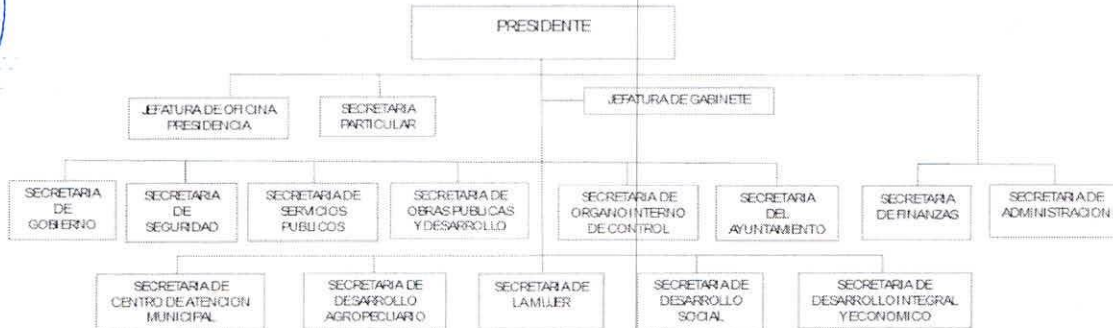 PRESIDENTE
JEFATURA DE OFICINA
PRESIDENCIA
SECRETARIA
PARTICULAR
JEFATURA DE GABINETE
SECRETARIA
DE
GOBIERNO
SECRETARIA
DE
SEGURIDAD
SECRETARIA DE
SERVICIOS
PUBLICOS
SECRETARIA DE
OBRAS PUBLICAS
Y DESARROLLO
SECRETARIA DE
ORGANO INTERNO
DE CONTROL
SECRETARIA
DEL
AYUNTAMIENTO
SECRETARIA
DE FINANZAS
SECRETARIA DE
ADMINISTRACION
SECRETARIA DE
CENTRO DE ATENCION
MUNICIPAL
SECRETARIA DE
DESARROLLO
AGROPECUARIO
SECRETARIA DE
LA MUJER
SECRETARIA DE
DESARROLLO
SOCIAL
SECRETARIA DE
DESARROLLO INTEGRAL
Y ECONOMICO